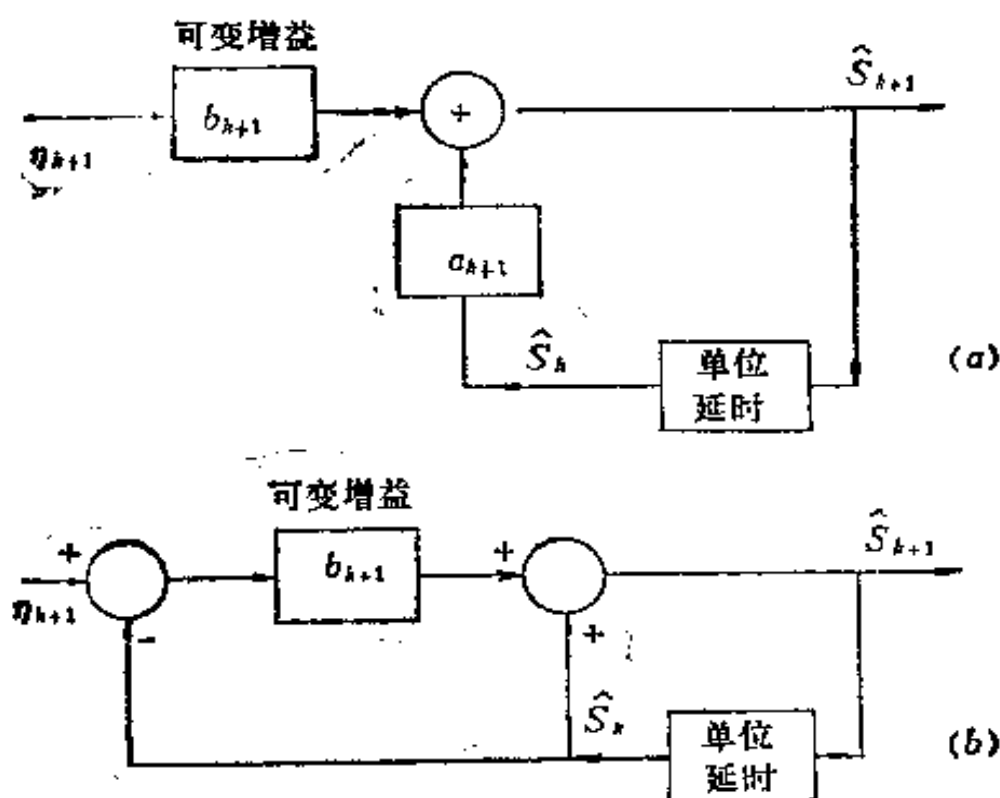 可变增益
b_{k+1}
+
Ŝ_{k+1}
η_{k+1}
a_{k+1}
Ŝ_k
单位
延时
(a)
可变增益
+
b_{k+1}
+
Ŝ_{k+1}
η_{k+1}
-
+
Ŝ_k
单位
延时
(b)